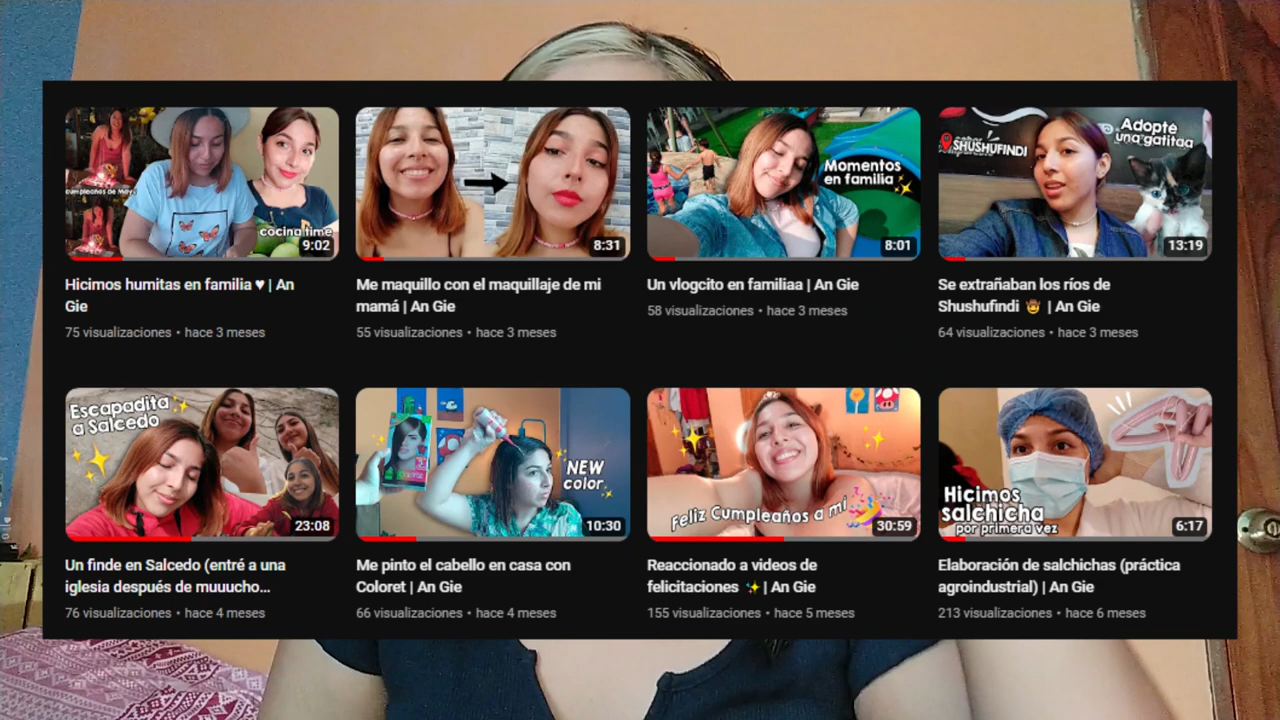 cumpleaños de May
cocina time
9:02
Hicimos humitas en familia ♥ | An
Gie
75 visualizaciones • hace 3 meses
8:31
Me maquillo con el maquillaje de mi
mamá | An Gie
55 visualizaciones • hace 3 meses
Momentos
en familia
8:01
Un vlogcito en familiaa | An Gie
58 visualizaciones • hace 3 meses
SHUSHUFINDI
Adopté
una gatitaa
13:19
Se extrañaban los ríos de
Shushufindi 🤠 | An Gie
64 visualizaciones • hace 3 meses
Escapadita
a Salcedo
23:08
Un finde en Salcedo (entré a una
iglesia después de muuucho...
76 visualizaciones • hace 4 meses
NEW
color
10:30
Me pinto el cabello en casa con
Coloret | An Gie
66 visualizaciones • hace 4 meses
Feliz Cumpleaños a mí
30:59
Reaccionado a videos de
felicitaciones ✨ | An Gie
155 visualizaciones • hace 5 meses
Hicimos
salchicha
por primera vez
6:17
Elaboración de salchichas (práctica
agroindustrial) | An Gie
213 visualizaciones • hace 6 meses